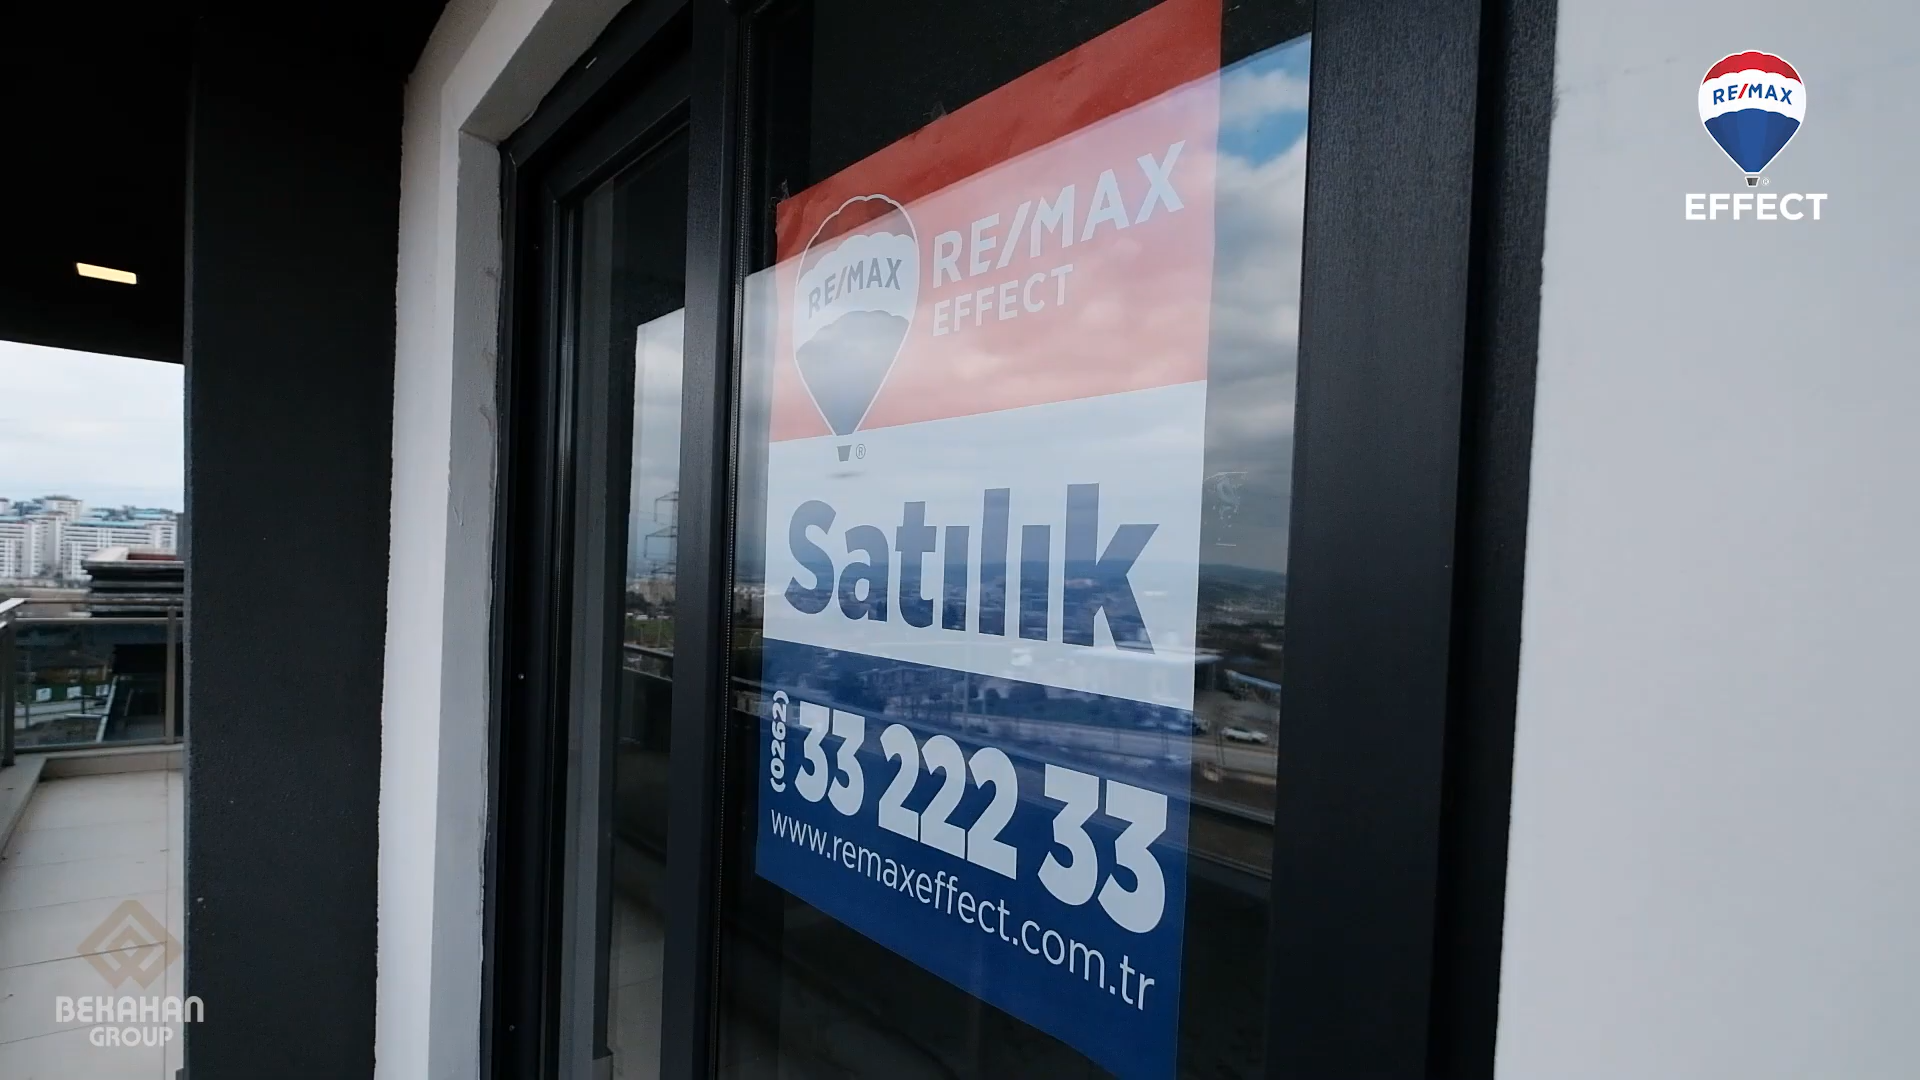 RE/MAX
EFFECT
RE/MAX
RE/MAX
EFFECT
Satılık
(0262) 33 222 33
www.remaxeffect.com.tr
BEKAHAN
GROUP